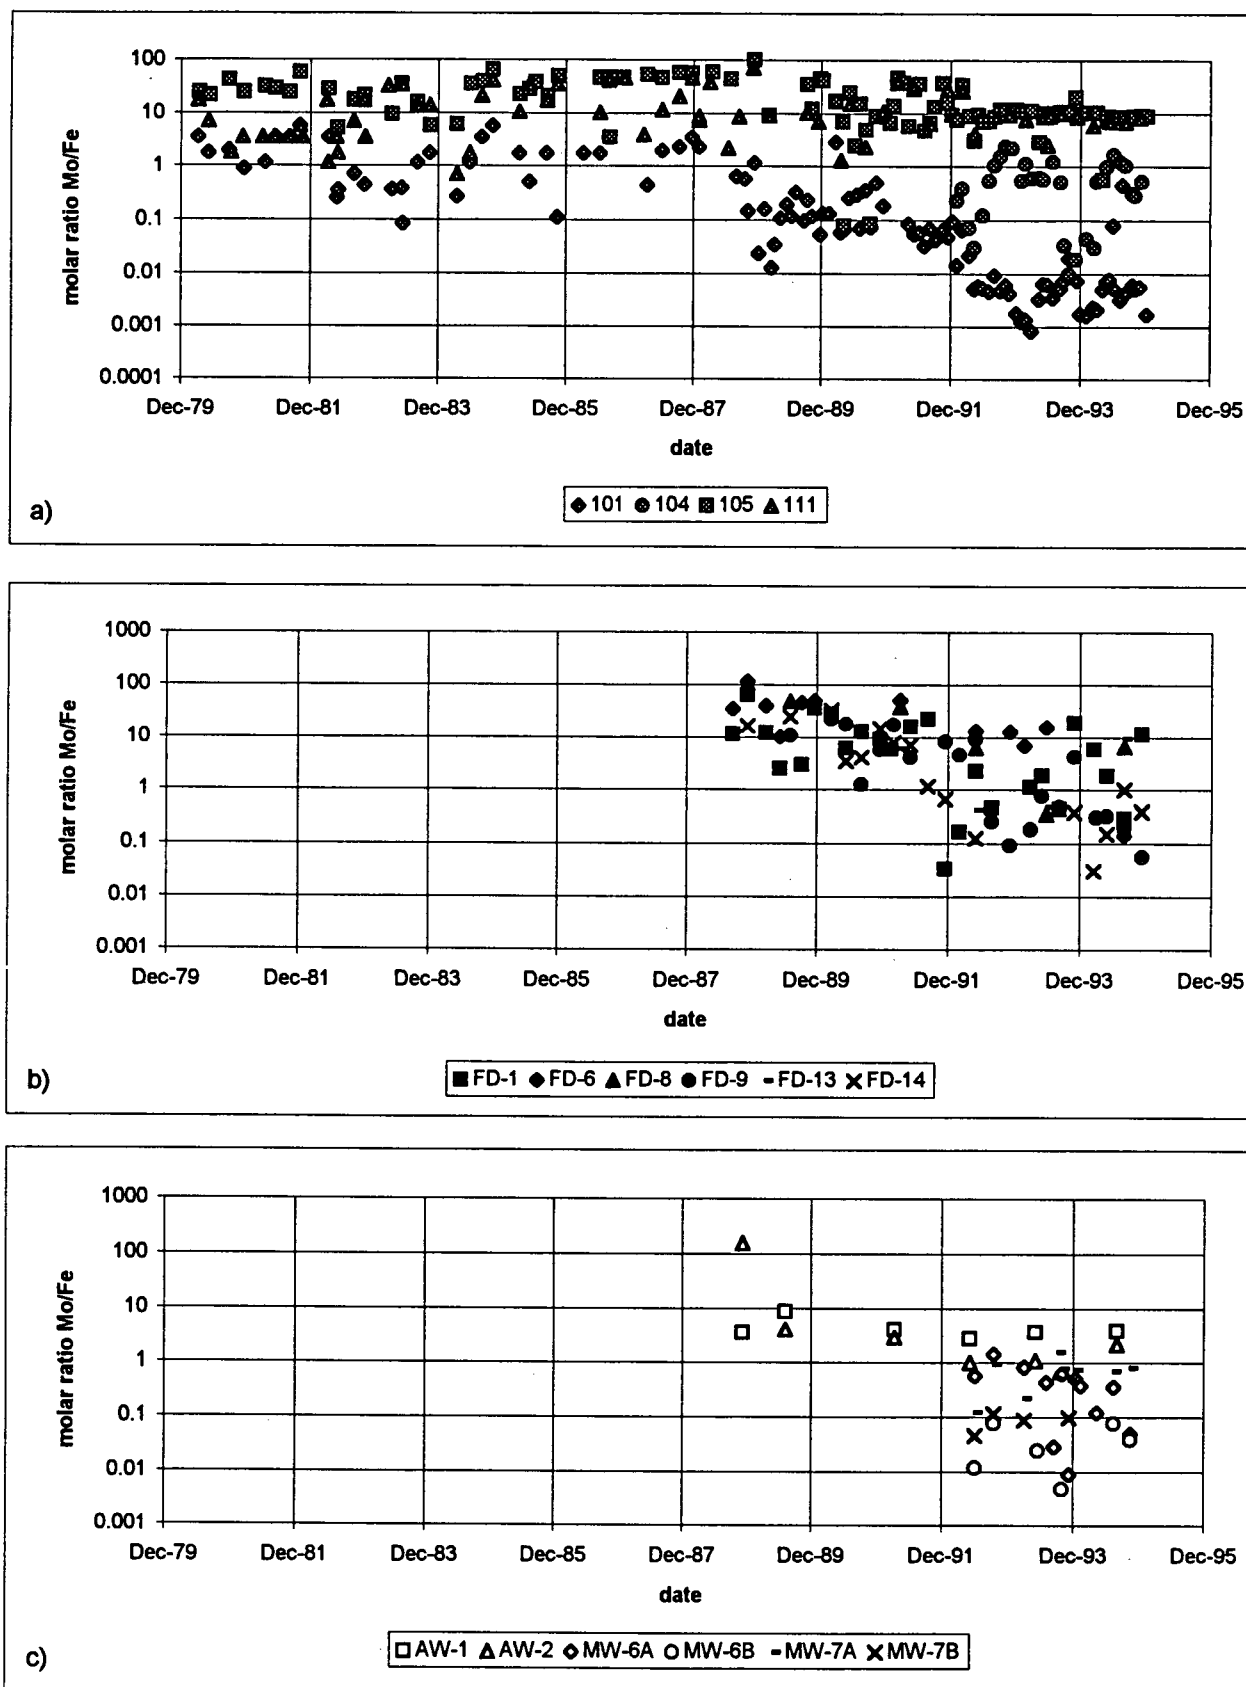 100
10
1
0.1
0.01
0.001
0.0001
molar ratio Mo/Fe
Dec-79 Dec-81 Dec-83 Dec-85 Dec-87 Dec-89 Dec-91 Dec-93 Dec-95
date
101 104 105 111
a)
1000
100
10
1
0.1
0.01
0.001
molar ratio Mo/Fe
Dec-79 Dec-81 Dec-83 Dec-85 Dec-87 Dec-89 Dec-91 Dec-93 Dec-95
date
FD-1 FD-6 FD-8 FD-9 FD-13 FD-14
b)
1000
100
10
1
0.1
0.01
0.001
molar ratio Mo/Fe
Dec-79 Dec-81 Dec-83 Dec-85 Dec-87 Dec-89 Dec-91 Dec-93 Dec-95
date
AW-1 AW-2 MW-6A MW-6B MW-7A MW-7B
c)